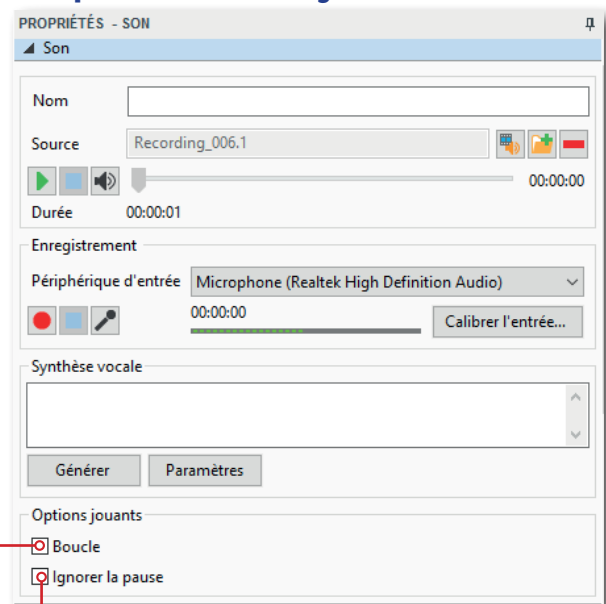 PROPRIÉTÉS - SON
Son
Nom
Source Recording_006.1
00:00:00
Durée 00:00:01
Enregistrement
Périphérique d'entrée Microphone (Realtek High Definition Audio)
00:00:00 Calibrer l'entrée...
Synthèse vocale
Générer Paramètres
Options jouants
Boucle
Ignorer la pause